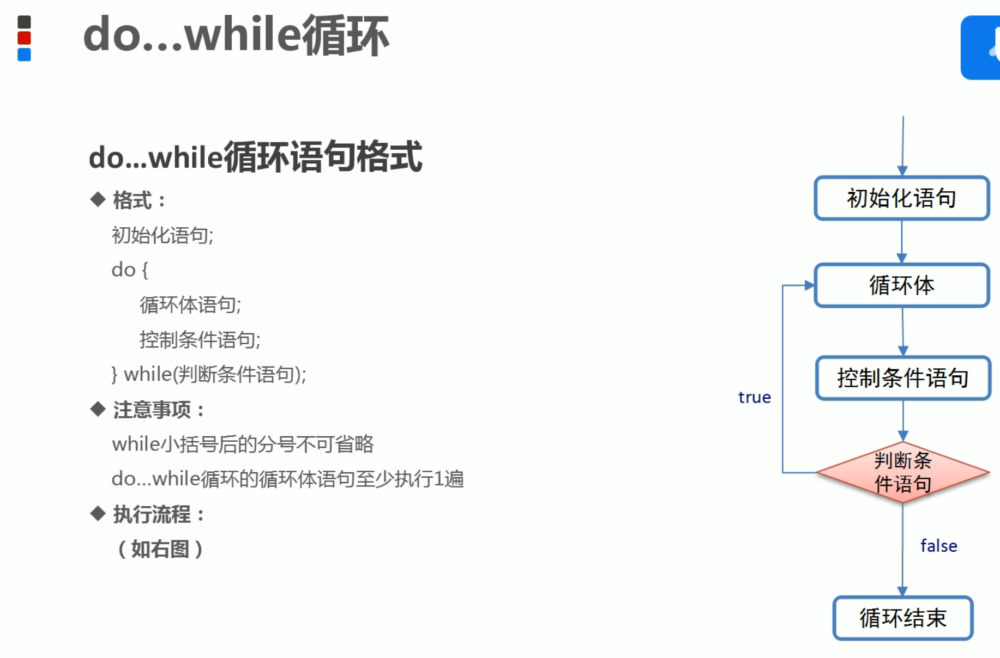 do...while循环
do...while循环语句格式
◆ 格式：
初始化语句;
do {
循环体语句;
控制条件语句;
} while(判断条件语句);
◆ 注意事项：
while小括号后的分号不可省略
do...while循环的循环体语句至少执行1遍
◆ 执行流程：
（如右图）
初始化语句
循环体
控制条件语句
true
判断条
件语句
false
循环结束